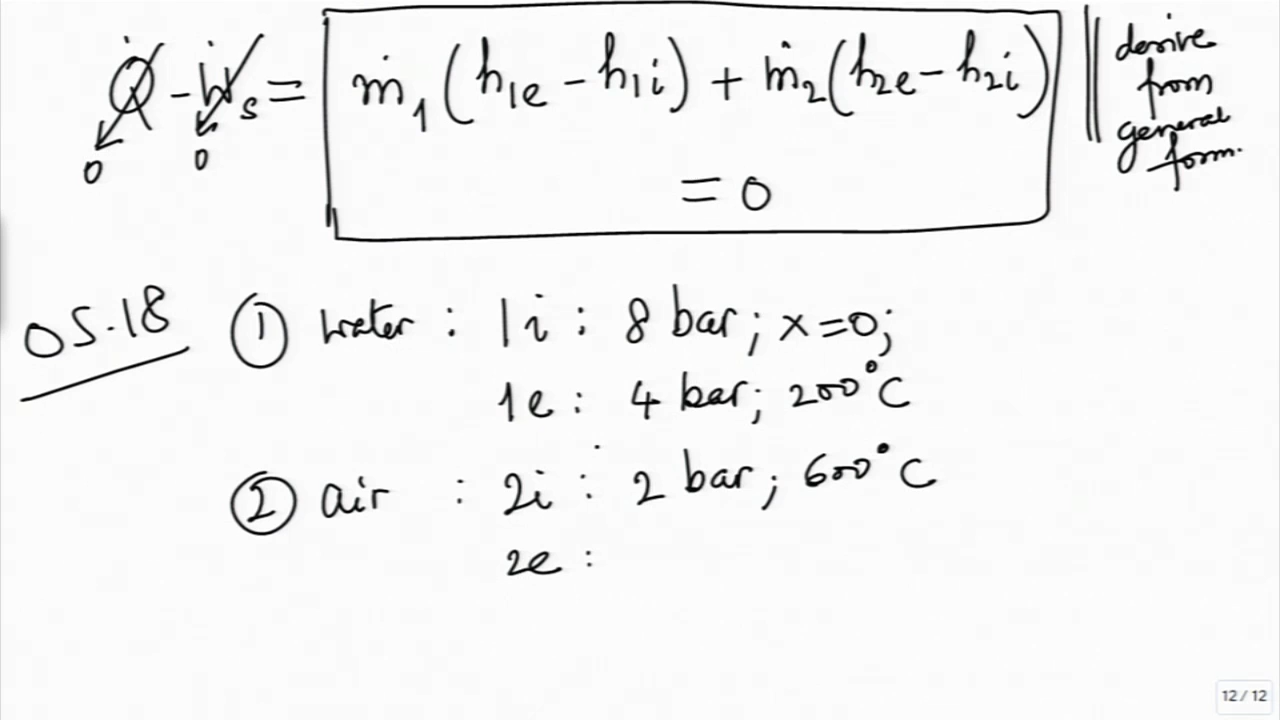 Q̇ - Ẇs = ṁ1 (h1e - h1i) + ṁ2 (h2e - h2i)
0 0
= 0
derive
from
general
form.
05.18 ① water : 1i : 8 bar; x=0;
1e : 4 bar; 200°C
② air : 2i : 2 bar; 600°C
2e :
12 / 12